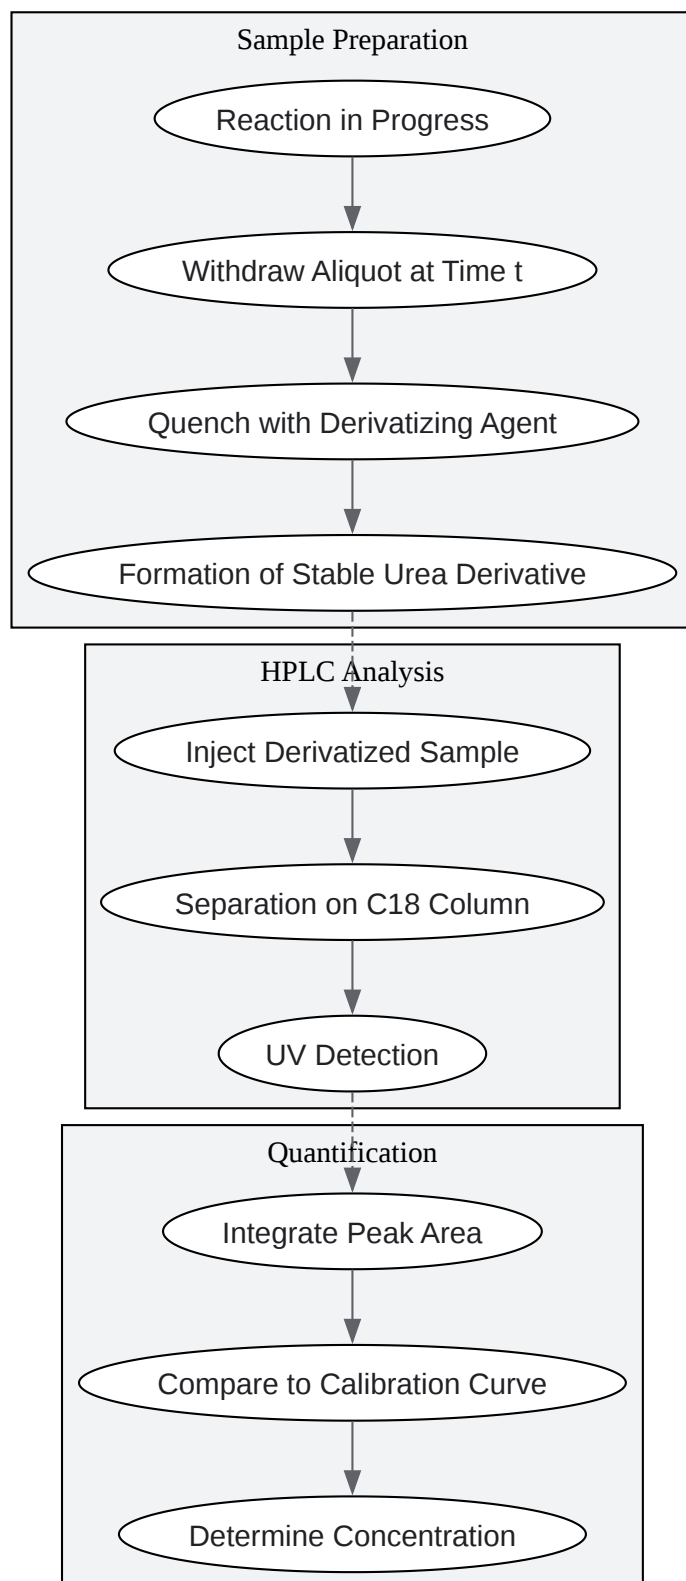 Sample Preparation
Reaction in Progress
Withdraw Aliquot at Time t
Quench with Derivatizing Agent
Formation of Stable Urea Derivative
HPLC Analysis
Inject Derivatized Sample
Separation on C18 Column
UV Detection
Quantification
Integrate Peak Area
Compare to Calibration Curve
Determine Concentration